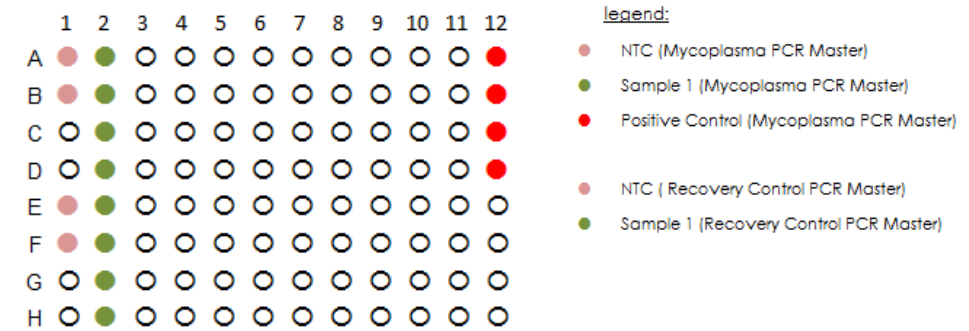 legend:
1 2 3 4 5 6 7 8 9 10 11 12
NTC (Mycoplasma PCR Master)
A
Sample 1 (Mycoplasma PCR Master)
B
Positive Control (Mycoplasma PCR Master)
C
D
NTC ( Recovery Control PCR Master)
E
Sample 1 (Recovery Control PCR Master)
F
G
H